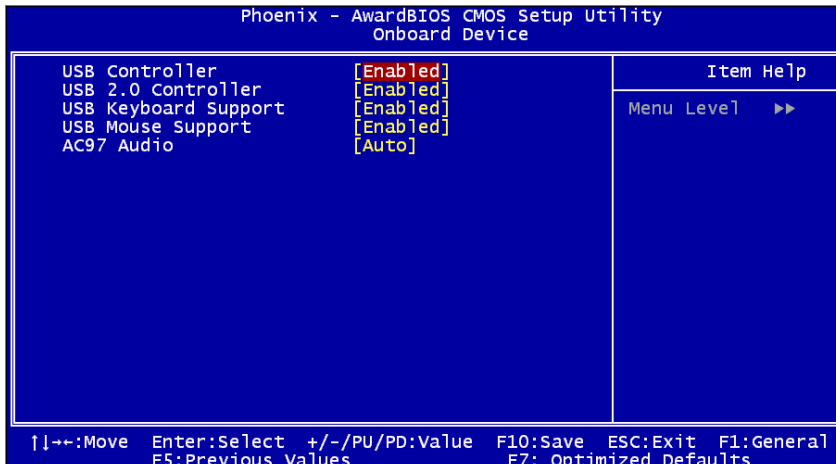 Phoenix - AwardBIOS CMOS Setup Utility
Onboard Device
USB Controller [Enabled]
USB 2.0 Controller [Enabled]
USB Keyboard Support [Enabled]
USB Mouse Support [Enabled]
AC97 Audio [Auto]
Item Help
Menu Level ▶▶
↑↓→←:Move Enter:Select +/-/PU/PD:Value F10:Save ESC:Exit F1:General
F5:Previous Values F7: Optimized Defaults